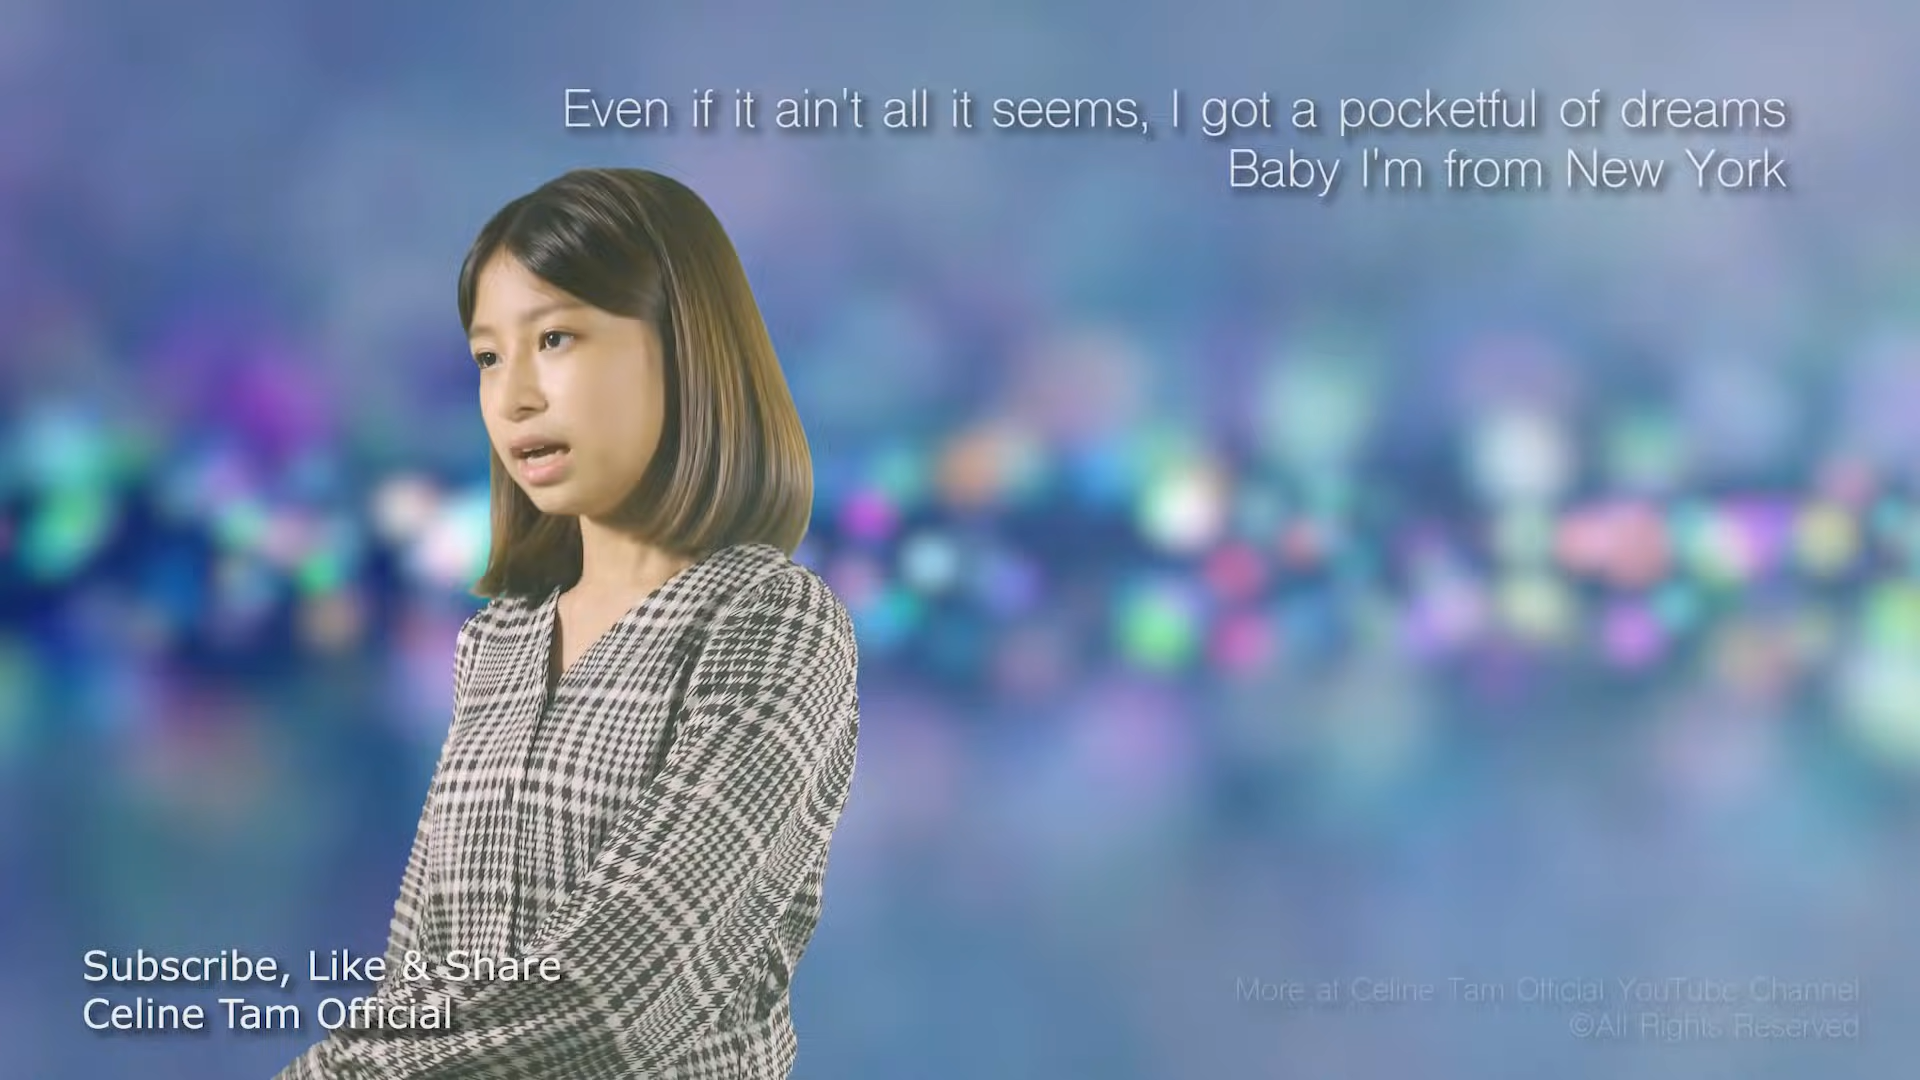 Even if it ain't all it seems, I got a pocketful of dreams
Baby I'm from New York
Subscribe, Like & Share
Celine Tam Official
More at Celine Tam Official YouTube Channel
©All Rights Reserved